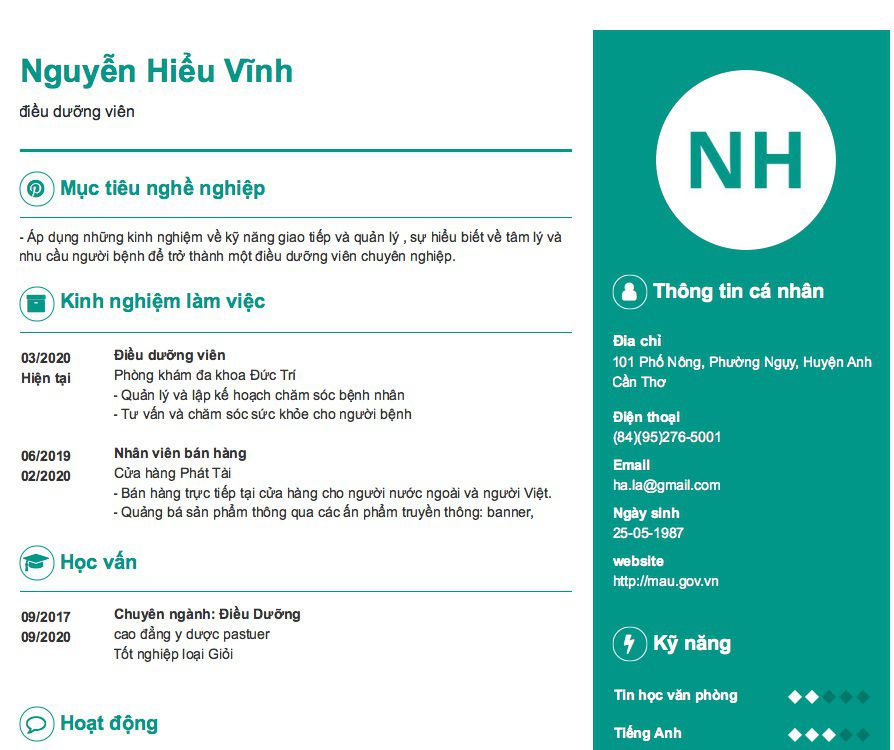 Nguyễn Hiểu Vĩnh
điều dưỡng viên
Mục tiêu nghề nghiệp
- Áp dụng những kinh nghiệm về kỹ năng giao tiếp và quản lý , sự hiểu biết về tâm lý và
nhu cầu người bệnh để trở thành một điều dưỡng viên chuyên nghiệp.
Kinh nghiệm làm việc
03/2020
Hiện tại
Điều dưỡng viên
Phòng khám đa khoa Đức Trí
- Quản lý và lập kế hoạch chăm sóc bệnh nhân
- Tư vấn và chăm sóc sức khỏe cho người bệnh
06/2019
02/2020
Nhân viên bán hàng
Cửa hàng Phát Tài
- Bán hàng trực tiếp tại cửa hàng cho người nước ngoài và người Việt.
- Quảng bá sản phẩm thông qua các ấn phẩm truyền thông: banner,
Học vấn
09/2017
09/2020
Chuyên ngành: Điều Dưỡng
cao đẳng y dược pastuer
Tốt nghiệp loại Giỏi
Hoạt động
NH
Thông tin cá nhân
Địa chỉ
101 Phố Nông, Phường Ngụy, Huyện Anh
Cần Thơ
Điện thoại
(84)(95)276-5001
Email
ha.la@gmail.com
Ngày sinh
25-05-1987
website
http://mau.gov.vn
Kỹ năng
Tin học văn phòng
Tiếng Anh